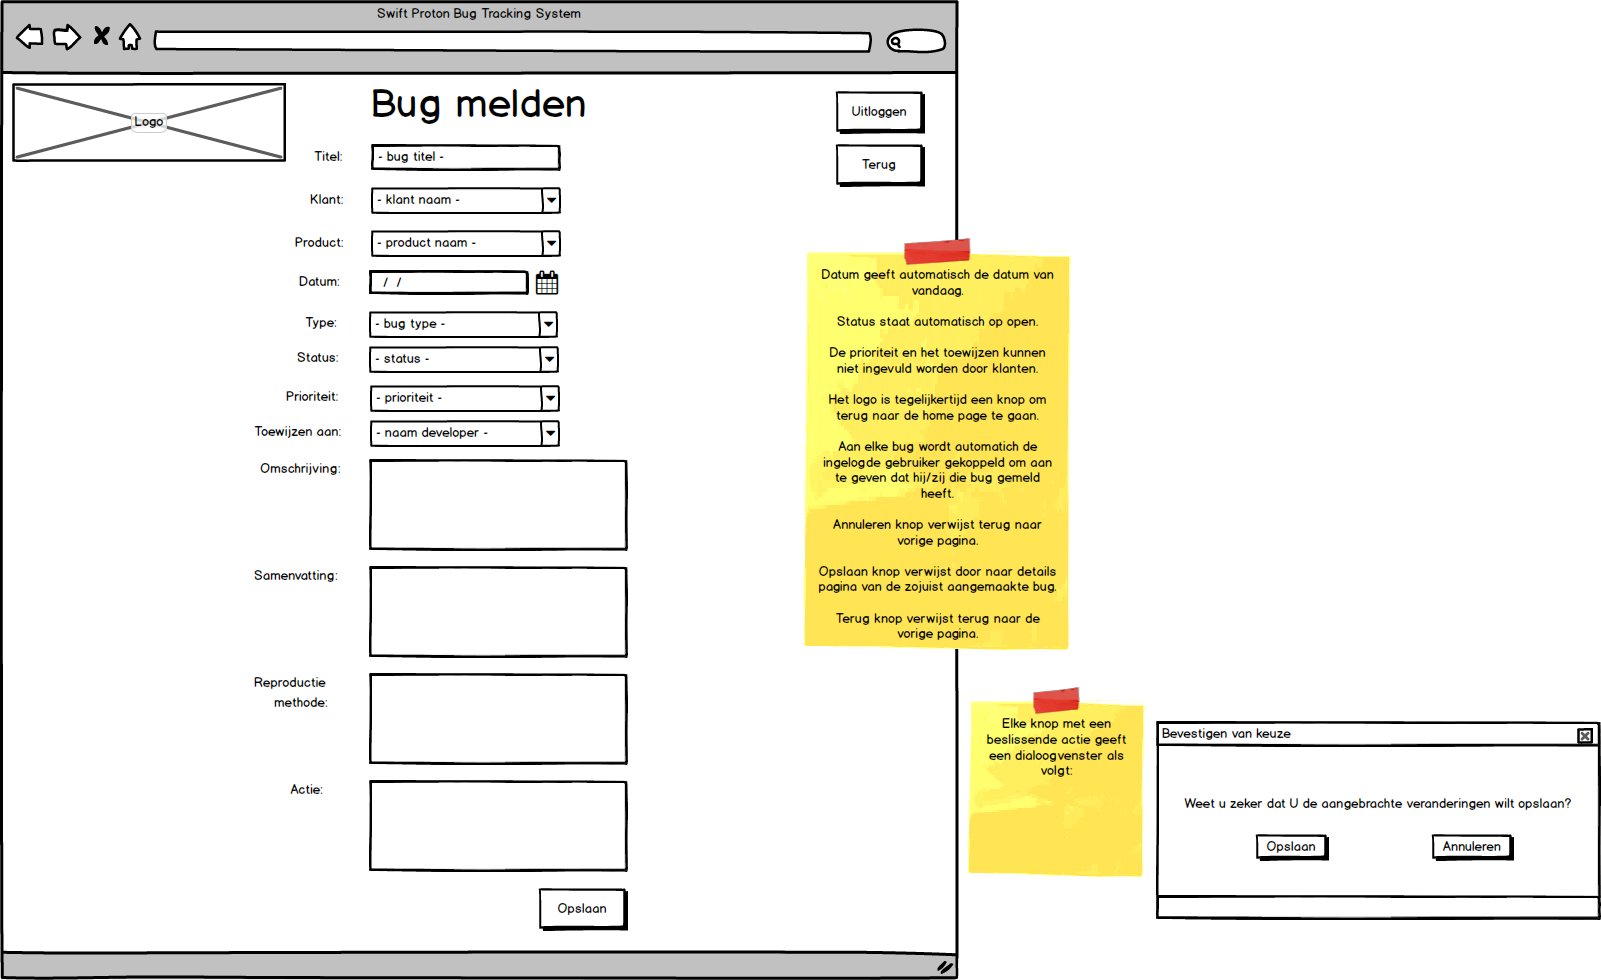 Swift Proton Bug Tracking System
Logo
Bug melden
Uitloggen
Terug
Titel:
- bug titel -
Klant:
- klant naam -
Product:
- product naam -
Datum:
/ /
Type:
- bug type -
Status:
- status -
Prioriteit:
- prioriteit -
Toewijzen aan:
- naam developer -
Omschrijving:
Samenvatting:
Reproductie
methode:
Actie:
Opslaan
Datum geeft automatisch de datum van
vandaag.
Status staat automatisch op open.
De prioriteit en het toewijzen kunnen
niet ingevuld worden door klanten.
Het logo is tegelijkertijd een knop om
terug naar de home page te gaan.
Aan elke bug wordt automatich de
ingelogde gebruiker gekoppeld om aan
te geven dat hij/zij die bug gemeld
heeft.
Annuleren knop verwijst terug naar
vorige pagina.
Opslaan knop verwijst door naar details
pagina van de zojuist aangemaakte bug.
Terug knop verwijst terug naar de
vorige pagina.
Elke knop met een
beslissende actie geeft
een dialoogvenster als
volgt:
Bevestigen van keuze
Weet u zeker dat U de aangebrachte veranderingen wilt opslaan?
Opslaan
Annuleren